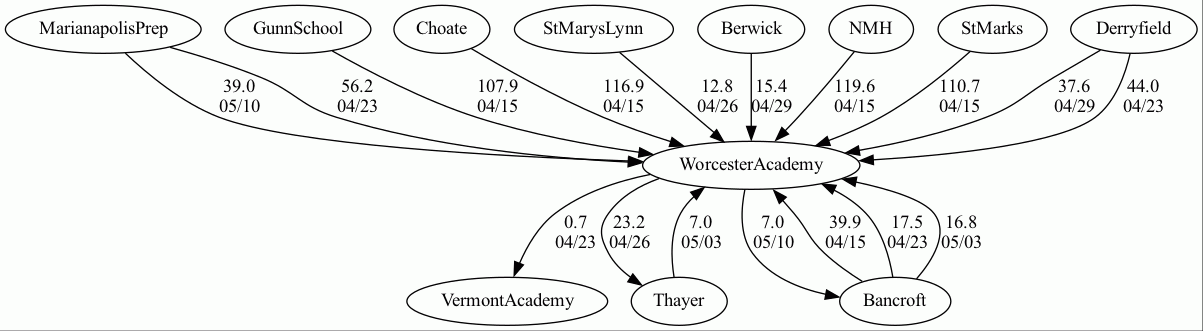 MarianapolisPrep
GunnSchool
Choate
StMarysLynn
Berwick
NMH
StMarks
Derryfield
39.0
05/10
56.2
04/23
107.9
04/15
116.9
04/15
12.8
04/26
15.4
04/29
119.6
04/15
110.7
04/15
37.6
04/29
44.0
04/23
WorcesterAcademy
0.7
04/23
23.2
04/26
7.0
05/03
7.0
05/10
39.9
04/15
17.5
04/23
16.8
05/03
VermontAcademy
Thayer
Bancroft